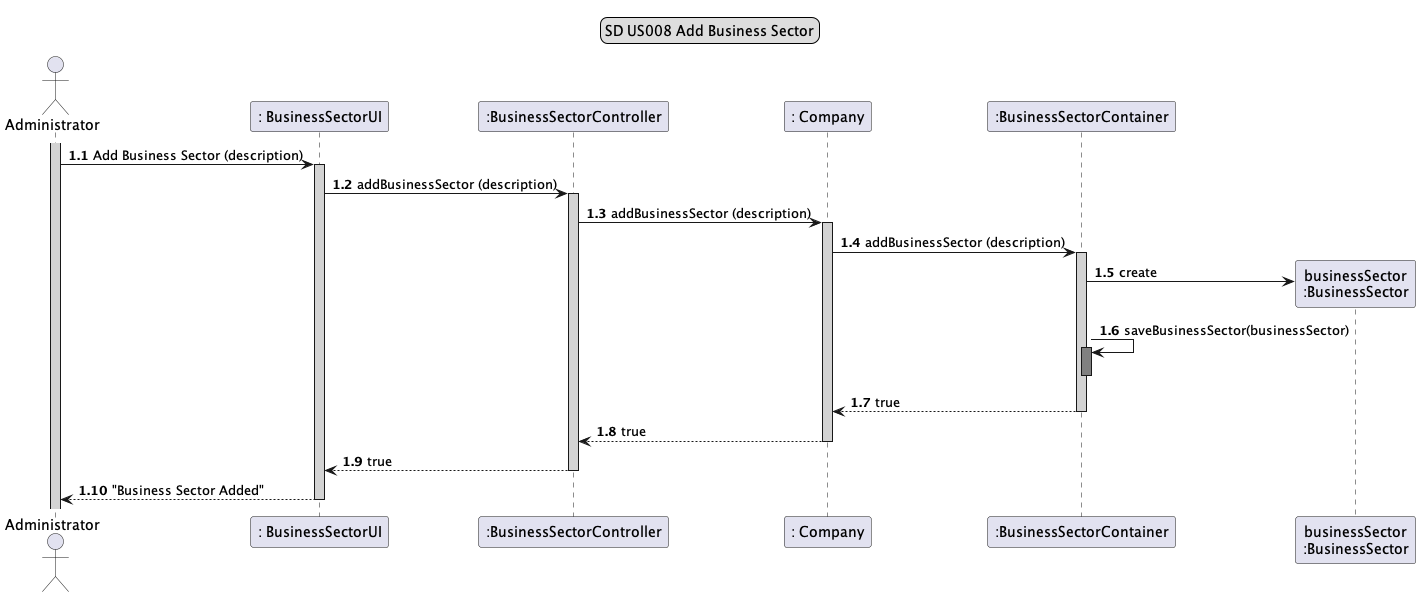 SD US008 Add Business Sector
Administrator
: BusinessSectorUI
:BusinessSectorController
: Company
:BusinessSectorContainer
1.1 Add Business Sector (description)
1.2 addBusinessSector (description)
1.3 addBusinessSector (description)
1.4 addBusinessSector (description)
1.5 create
businessSector
:BusinessSector
1.6 saveBusinessSector(businessSector)
1.7 true
1.8 true
1.9 true
1.10 "Business Sector Added"
Administrator
: BusinessSectorUI
:BusinessSectorController
: Company
:BusinessSectorContainer
businessSector
:BusinessSector